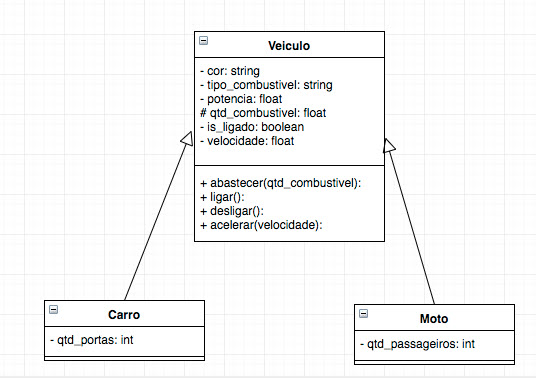 Veiculo
- cor: string
- tipo_combustivel: string
- potencia: float
# qtd_combustivel: float
- is_ligado: boolean
- velocidade: float
+ abastecer(qtd_combustivel):
+ ligar():
+ desligar():
+ acelerar(velocidade):
Carro
- qtd_portas: int
Moto
- qtd_passageiros: int